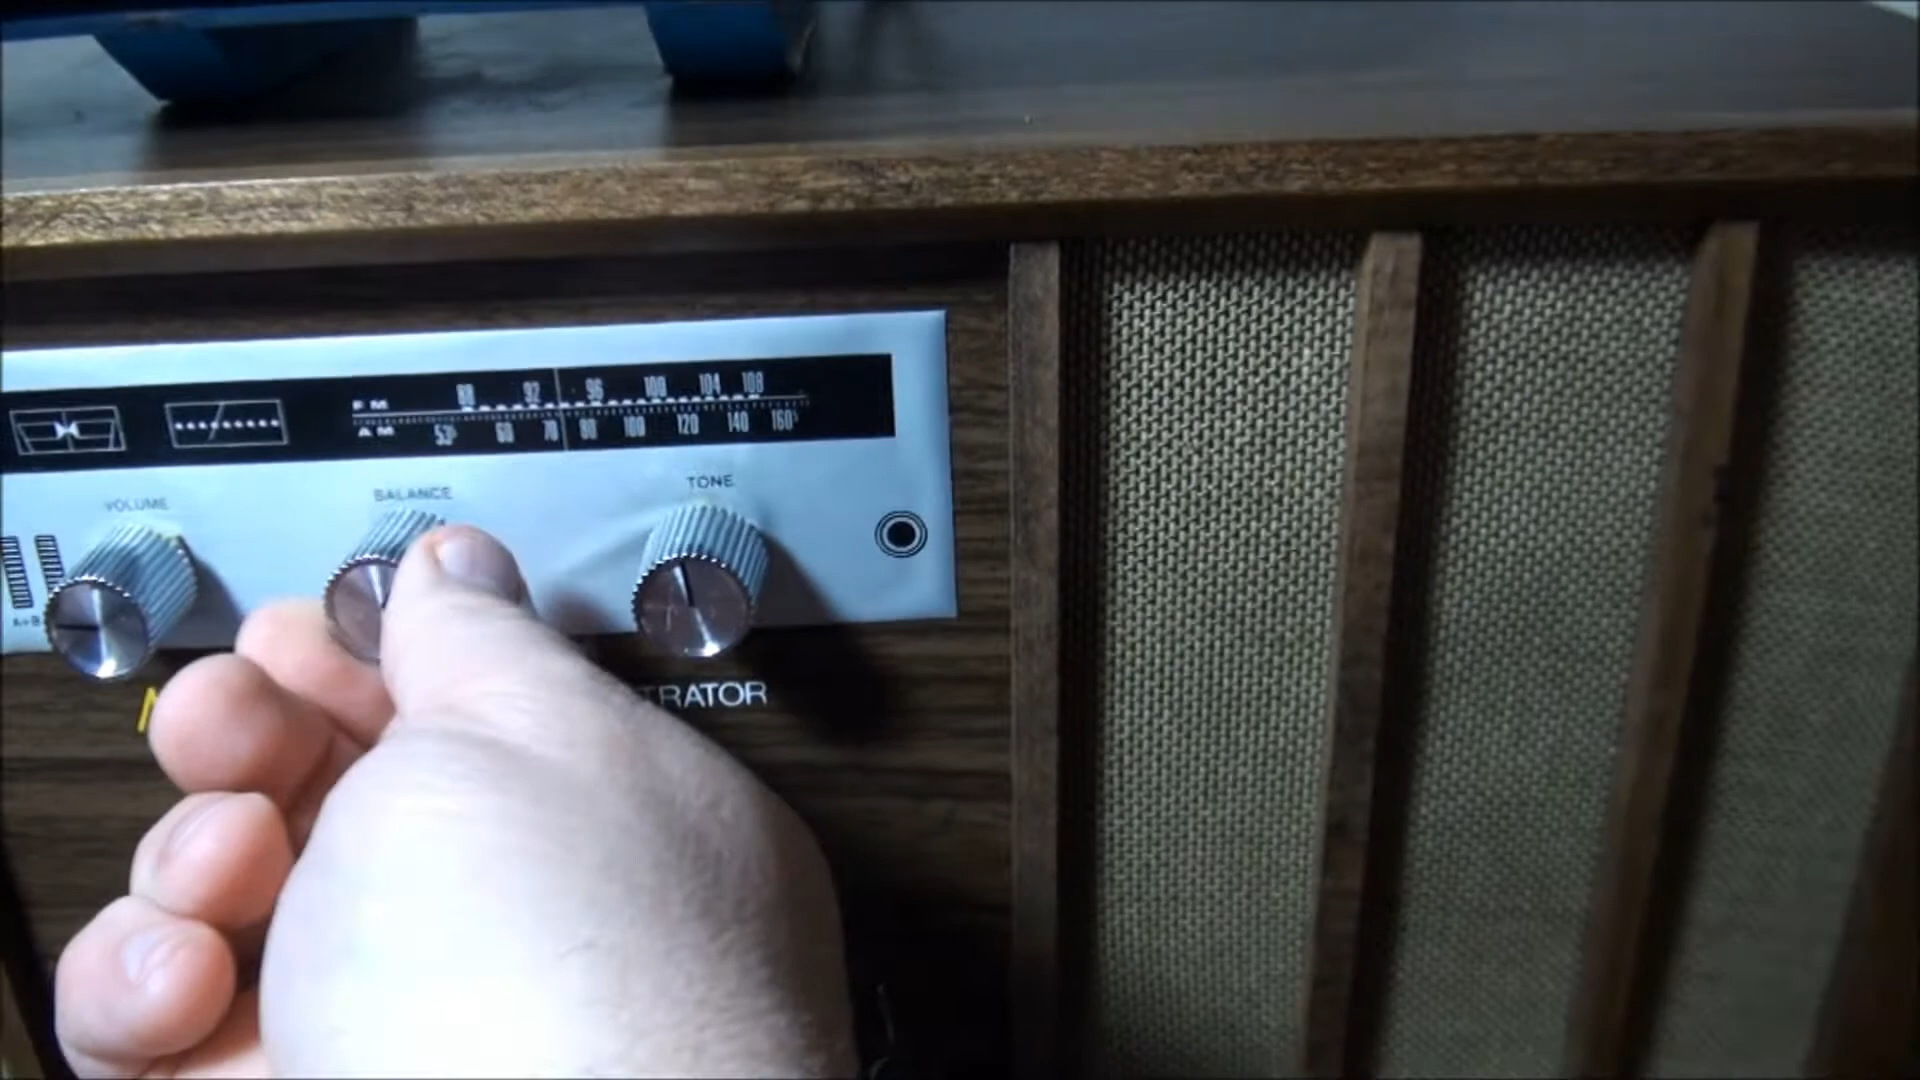 88 92 96 100 104 108
FM
AM
53 60 70 80 100 120 140 160
VOLUME BALANCE TONE
A+B
TRATOR